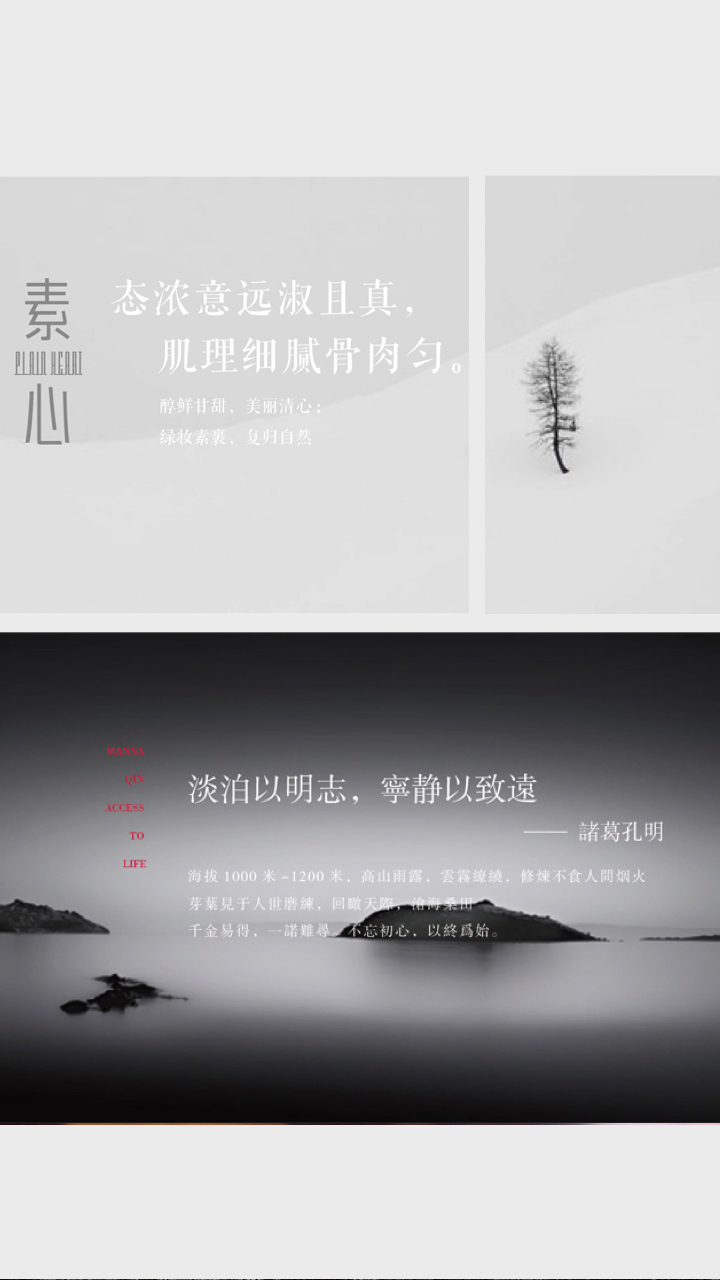 素
PLAIN HEART
心
态浓意远淑且真，
肌理细腻骨肉匀。
醇鲜甘甜，美丽清心；
绿妆素裹，复归自然
MANNA
QIN
ACCESS
TO
LIFE
淡泊以明志，寧静以致遠
—— 諸葛孔明
海拔 1000 米 -1200 米，高山雨露，雲霧繚繞，修煉不食人間烟火
芽葉見于人世磨練，回瞰天際，滄海桑田
千金易得，一諾難尋，不忘初心，以終爲始。